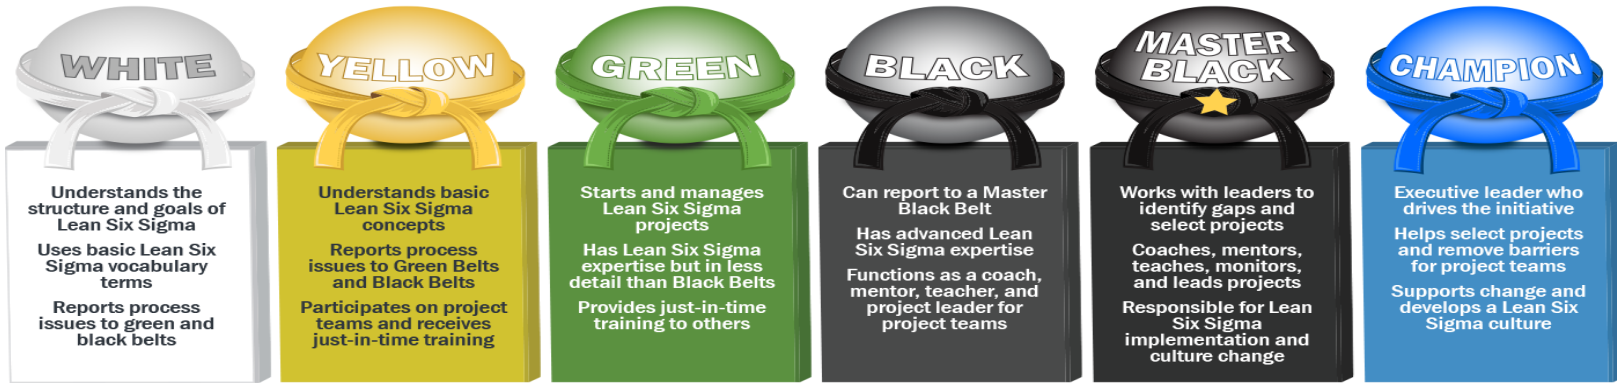 WHITE
Understands the
structure and goals of
Lean Six Sigma
Uses basic Lean Six
Sigma vocabulary
terms
Reports process
issues to green and
black belts
YELLOW
Understands basic
Lean Six Sigma
concepts
Reports process
issues to Green Belts
and Black Belts
Participates on project
teams and receives
just-in-time training
GREEN
Starts and manages
Lean Six Sigma
projects
Has Lean Six Sigma
expertise but in less
detail than Black Belts
Provides just-in-time
training to others
BLACK
Can report to a Master
Black Belt
Has advanced Lean
Six Sigma expertise
Functions as a coach,
mentor, teacher, and
project leader for
project teams
MASTER
BLACK
Works with leaders to
identify gaps and
select projects
Coaches, mentors,
teaches, monitors,
and leads projects
Responsible for Lean
Six Sigma
implementation and
culture change
CHAMPION
Executive leader who
drives the initiative
Helps select projects
and remove barriers
for project teams
Supports change and
develops a Lean Six
Sigma culture